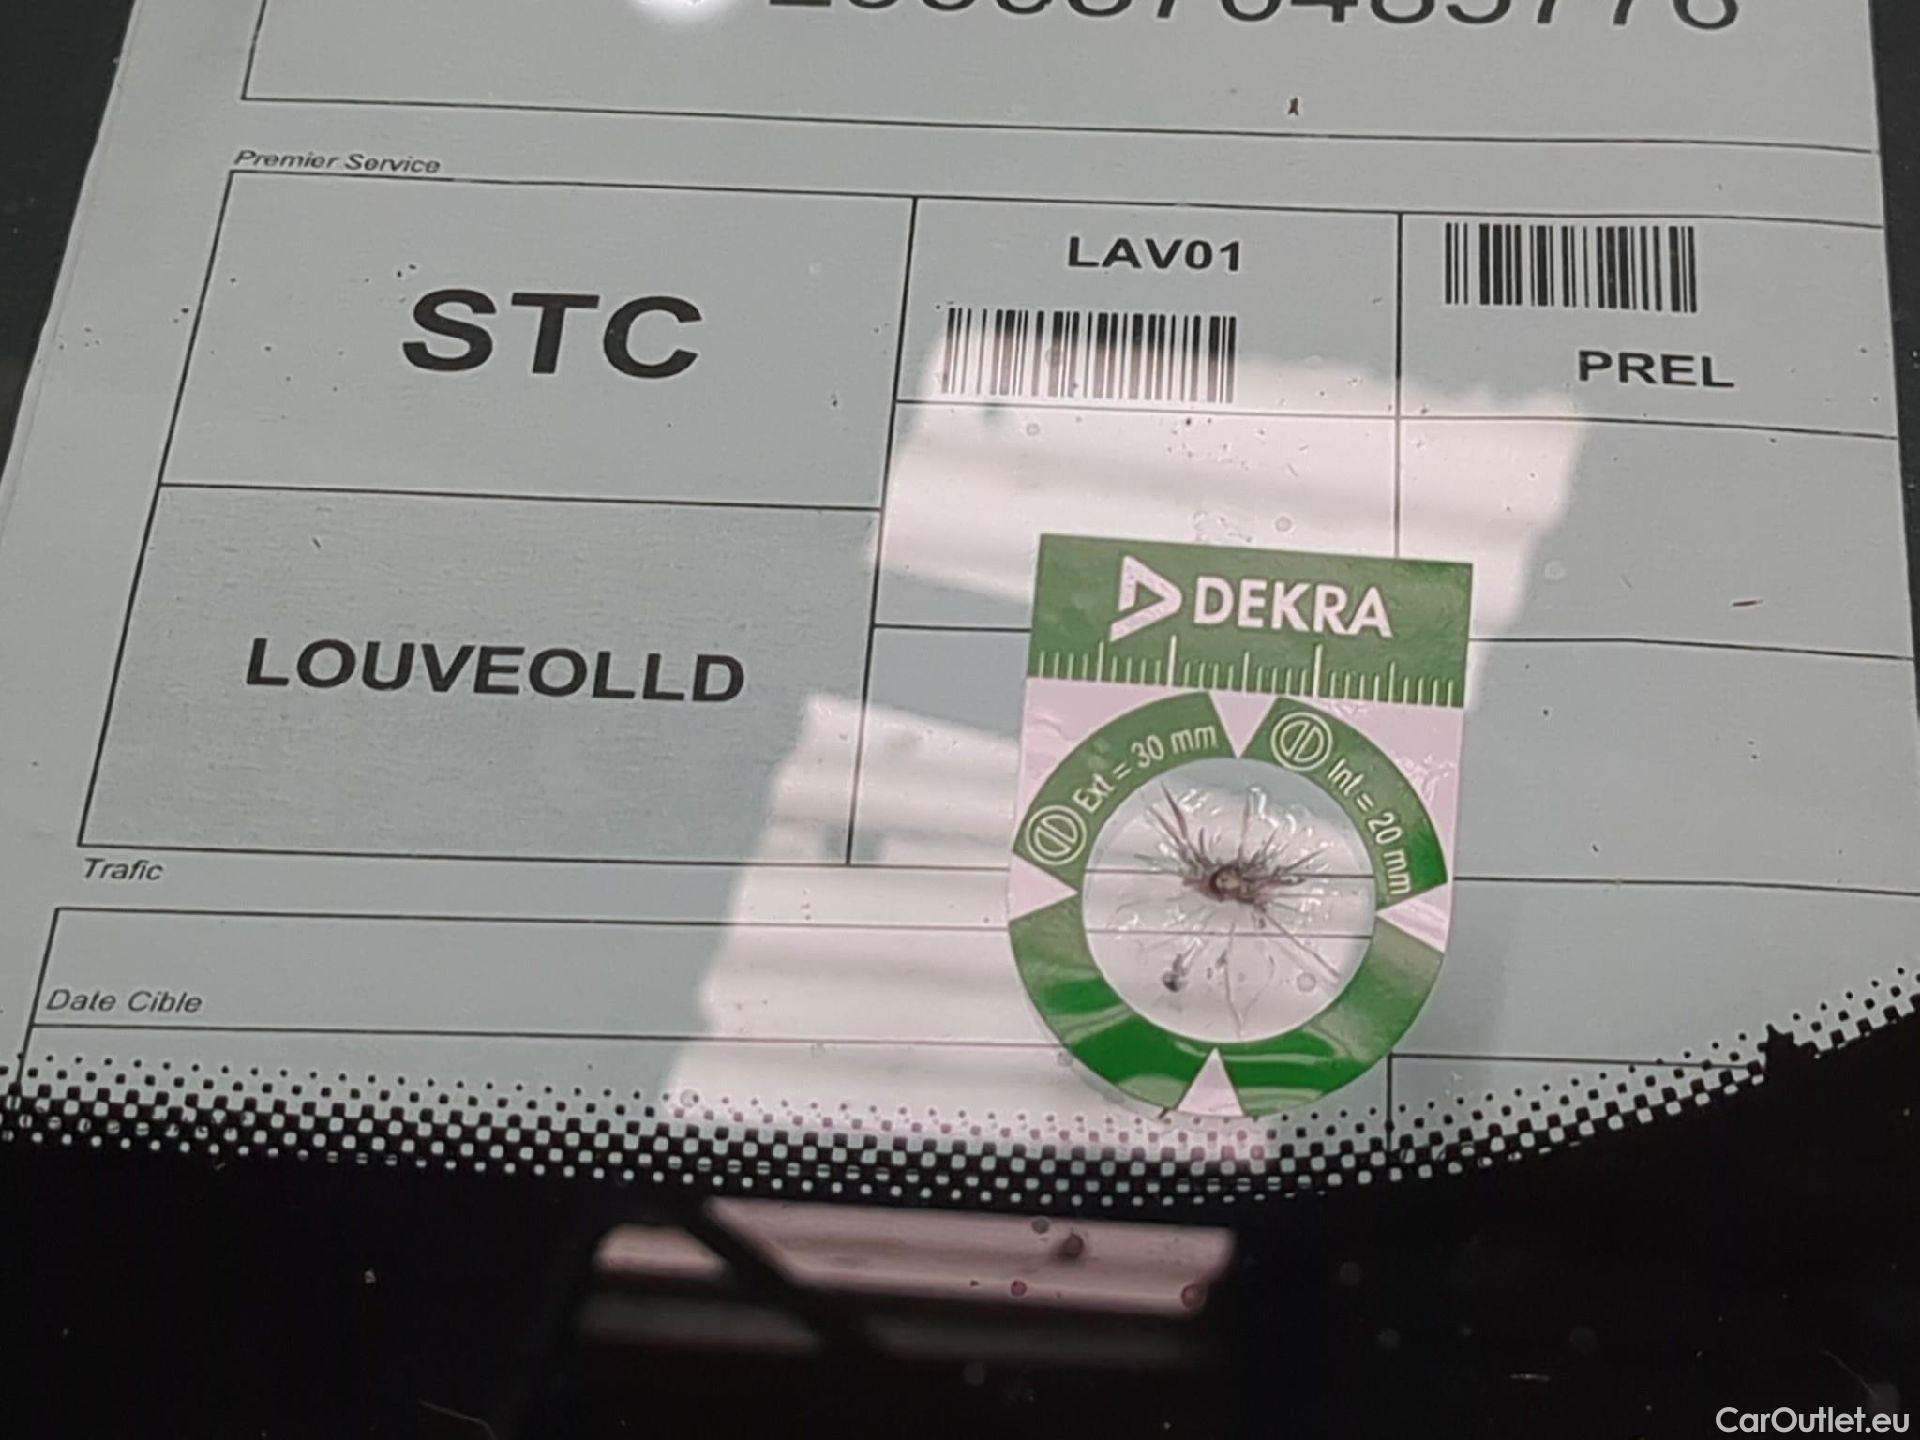 Premier Service
LAV01
STC
PREL
DEKRA
LOUVEOLLD
Ext = 30 mm
Int = 20 mm
Trafic
Date Cible
CarOutlet.eu